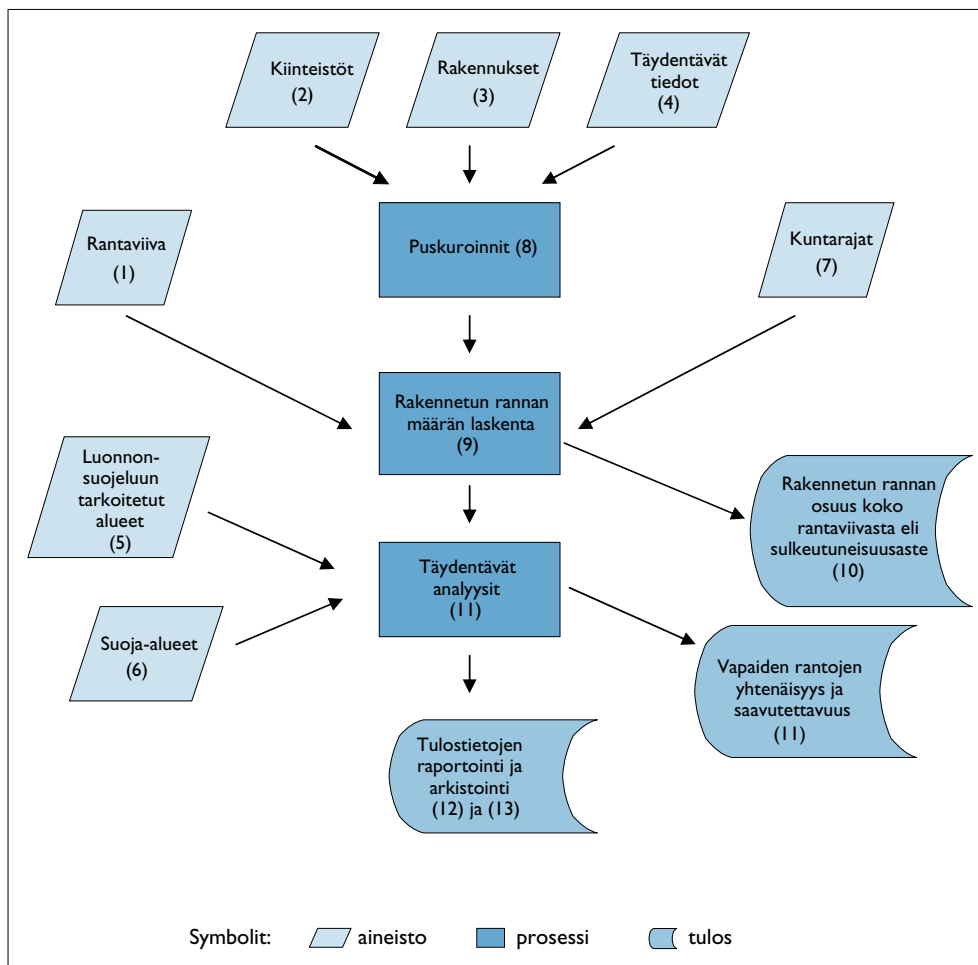 Kiinteistöt
(2)
Rakennukset
(3)
Täydentävät
tiedot
(4)
Rantaviiva
(1)
Puskuroinnit (8)
Kuntarajat
(7)
Rakennetun rannan
määrän laskenta
(9)
Luonnon-
suojeluun
tarkoitetut
alueet
(5)
Rakennetun rannan
osuus koko
rantaviivasta eli
sulkeutuneisuusaste
(10)
Täydentävät
analyysit
(11)
Suoja-alueet
(6)
Vapaiden rantojen
yhtenäisyys ja
saavutettavuus
(11)
Tulostietojen
raportointi ja
arkistointi
(12) ja (13)
Symbolit: aineisto prosessi tulos